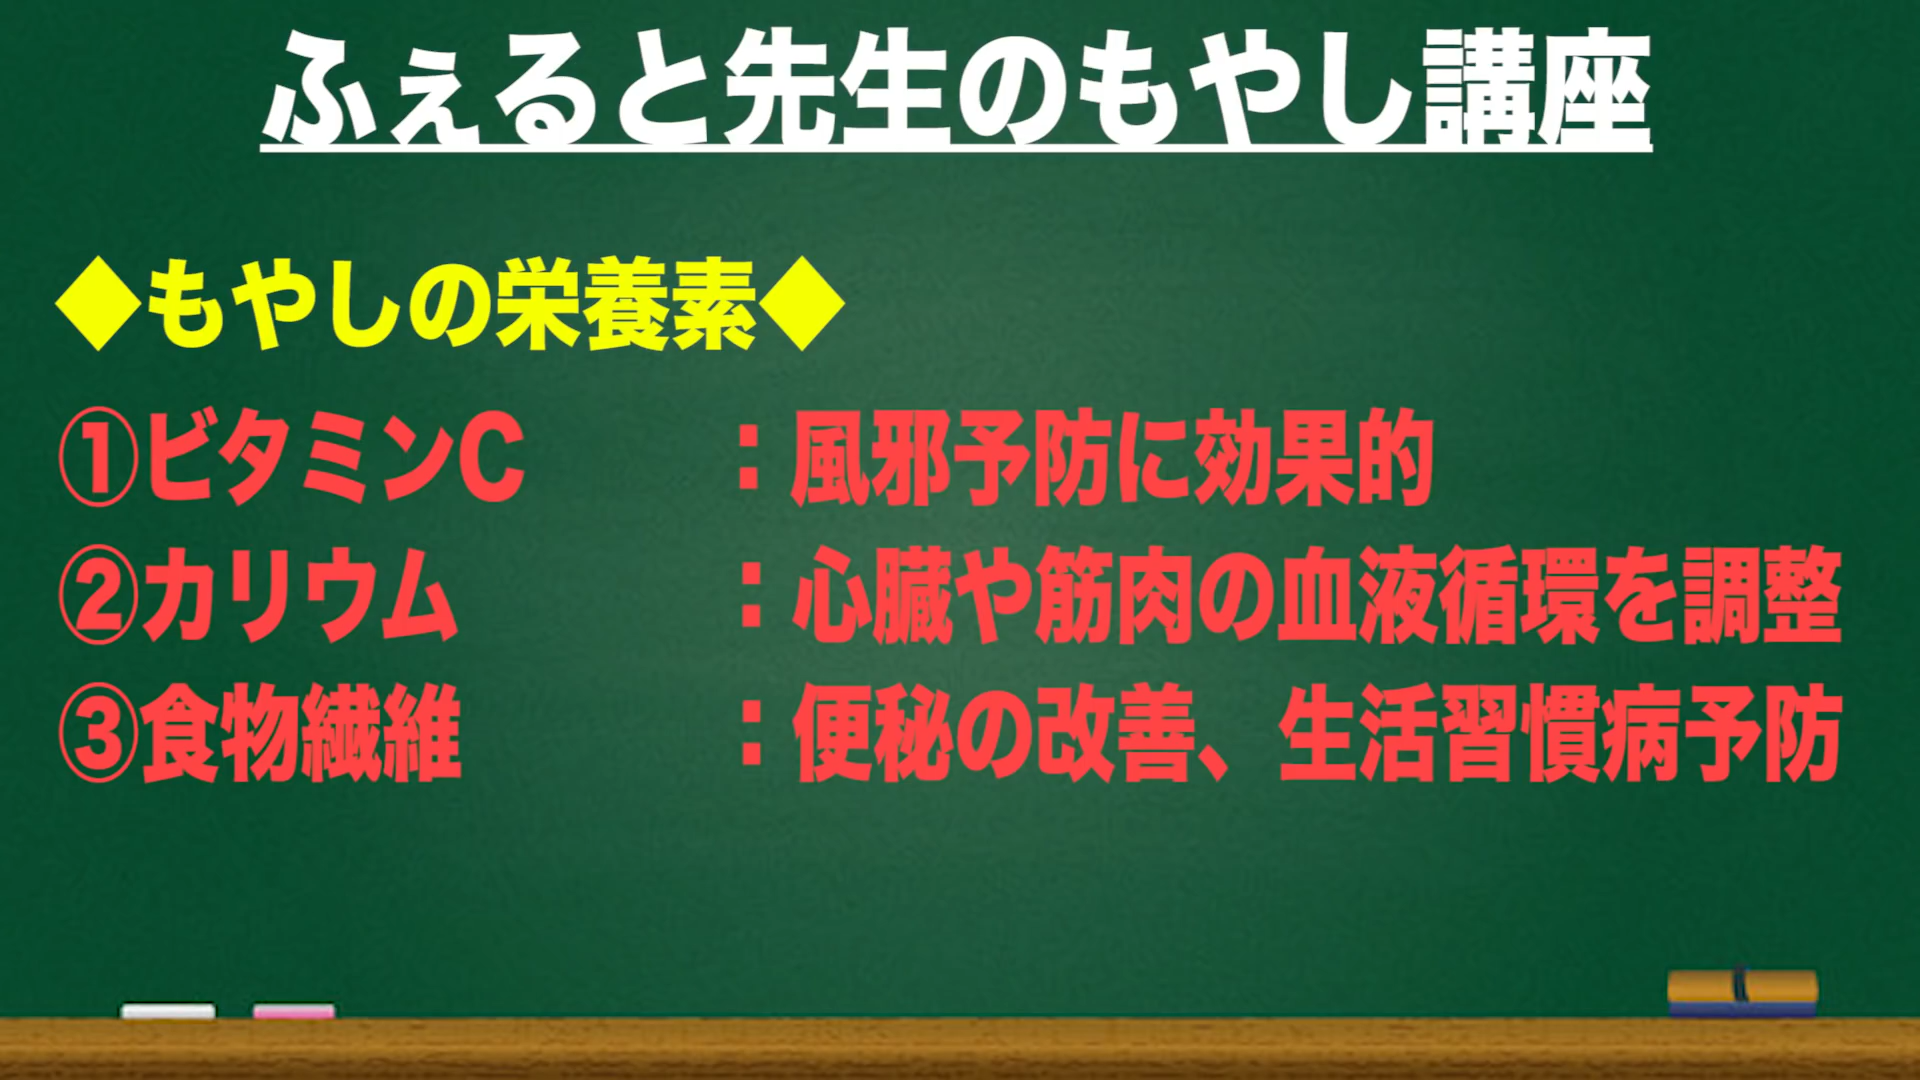 ふぇると先生のもやし講座
◆もやしの栄養素◆
①ビタミンC：風邪予防に効果的
②カリウム：心臓や筋肉の血液循環を調整
③食物繊維：便秘の改善、生活習慣病予防